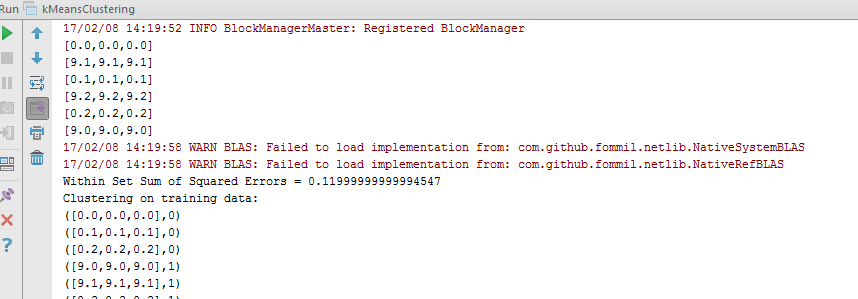 Run kMeansClustering
17/02/08 14:19:52 INFO BlockManagerMaster: Registered BlockManager
[0.0,0.0,0.0]
[9.1,9.1,9.1]
[0.1,0.1,0.1]
[9.2,9.2,9.2]
[0.2,0.2,0.2]
[9.0,9.0,9.0]
17/02/08 14:19:58 WARN BLAS: Failed to load implementation from: com.github.fommil.netlib.NativeSystemBLAS
17/02/08 14:19:58 WARN BLAS: Failed to load implementation from: com.github.fommil.netlib.NativeRefBLAS
Within Set Sum of Squared Errors = 0.11999999999994547
Clustering on training data:
([0.0,0.0,0.0],0)
([0.1,0.1,0.1],0)
([0.2,0.2,0.2],0)
([9.0,9.0,9.0],1)
([9.1,9.1,9.1],1)